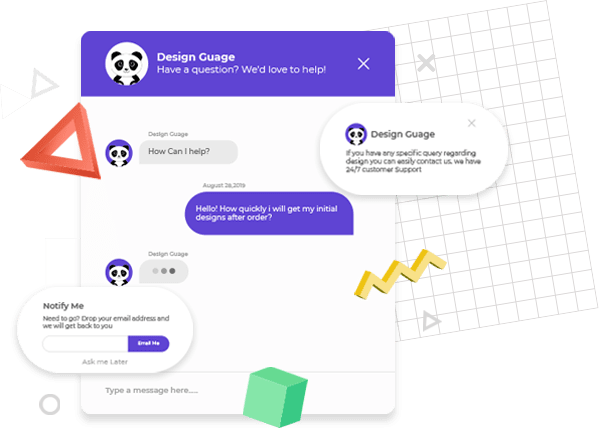 Design Guage
Have a question? We'd love to help!
Design Guage
How Can I help?
Design Guage
If you have any specific query regarding
design you can easily contact us, we have
24/7 customer Support
August 28,2019
Hello! How quickly i will get my initial
designs after order?
Design Guage
Notify Me
Need to go? Drop your email address and
we will get back to you
Email Me
Ask me Later
Type a message here.....